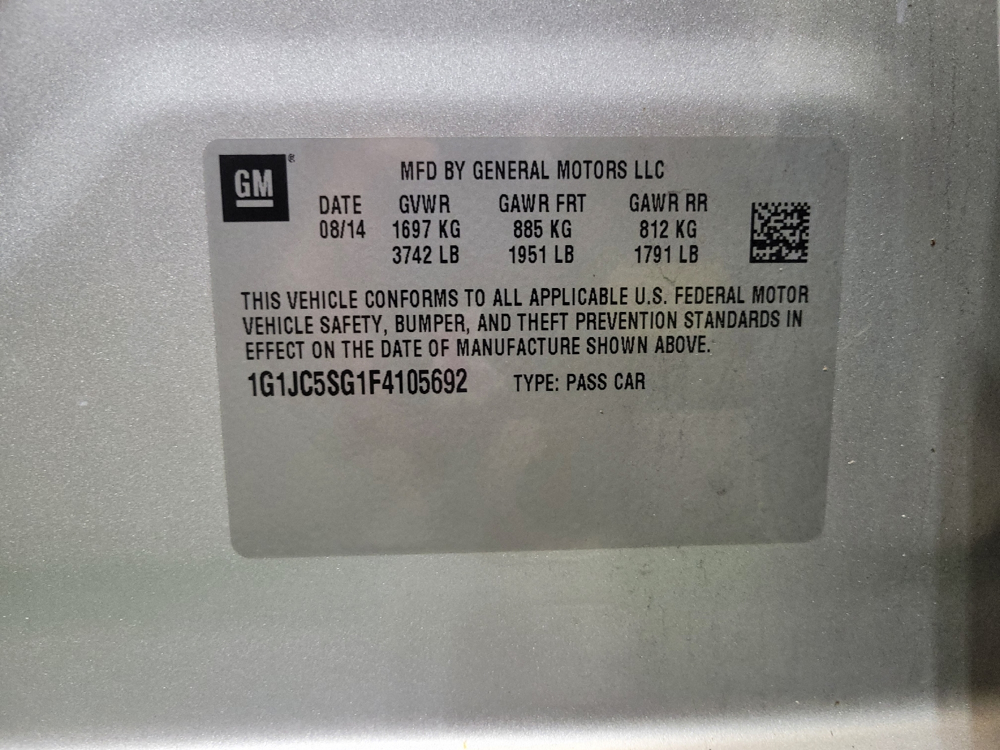 GM®
MFD BY GENERAL MOTORS LLC
DATE GVWR GAWR FRT GAWR RR
08/14 1697 KG 885 KG 812 KG
3742 LB 1951 LB 1791 LB
THIS VEHICLE CONFORMS TO ALL APPLICABLE U.S. FEDERAL MOTOR
VEHICLE SAFETY, BUMPER, AND THEFT PREVENTION STANDARDS IN
EFFECT ON THE DATE OF MANUFACTURE SHOWN ABOVE.
1G1JC5SG1F4105692 TYPE: PASS CAR